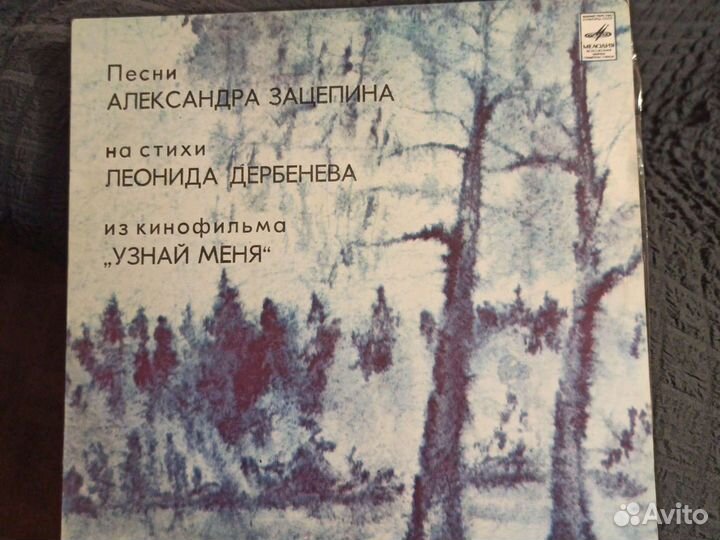 Песни
АЛЕКСАНДРА ЗАЦЕПИНА
на стихи
ЛЕОНИДА ДЕРБЕНЕВА
из кинофильма
„УЗНАЙ МЕНЯ“
МЕЛОДИЯ
Avito